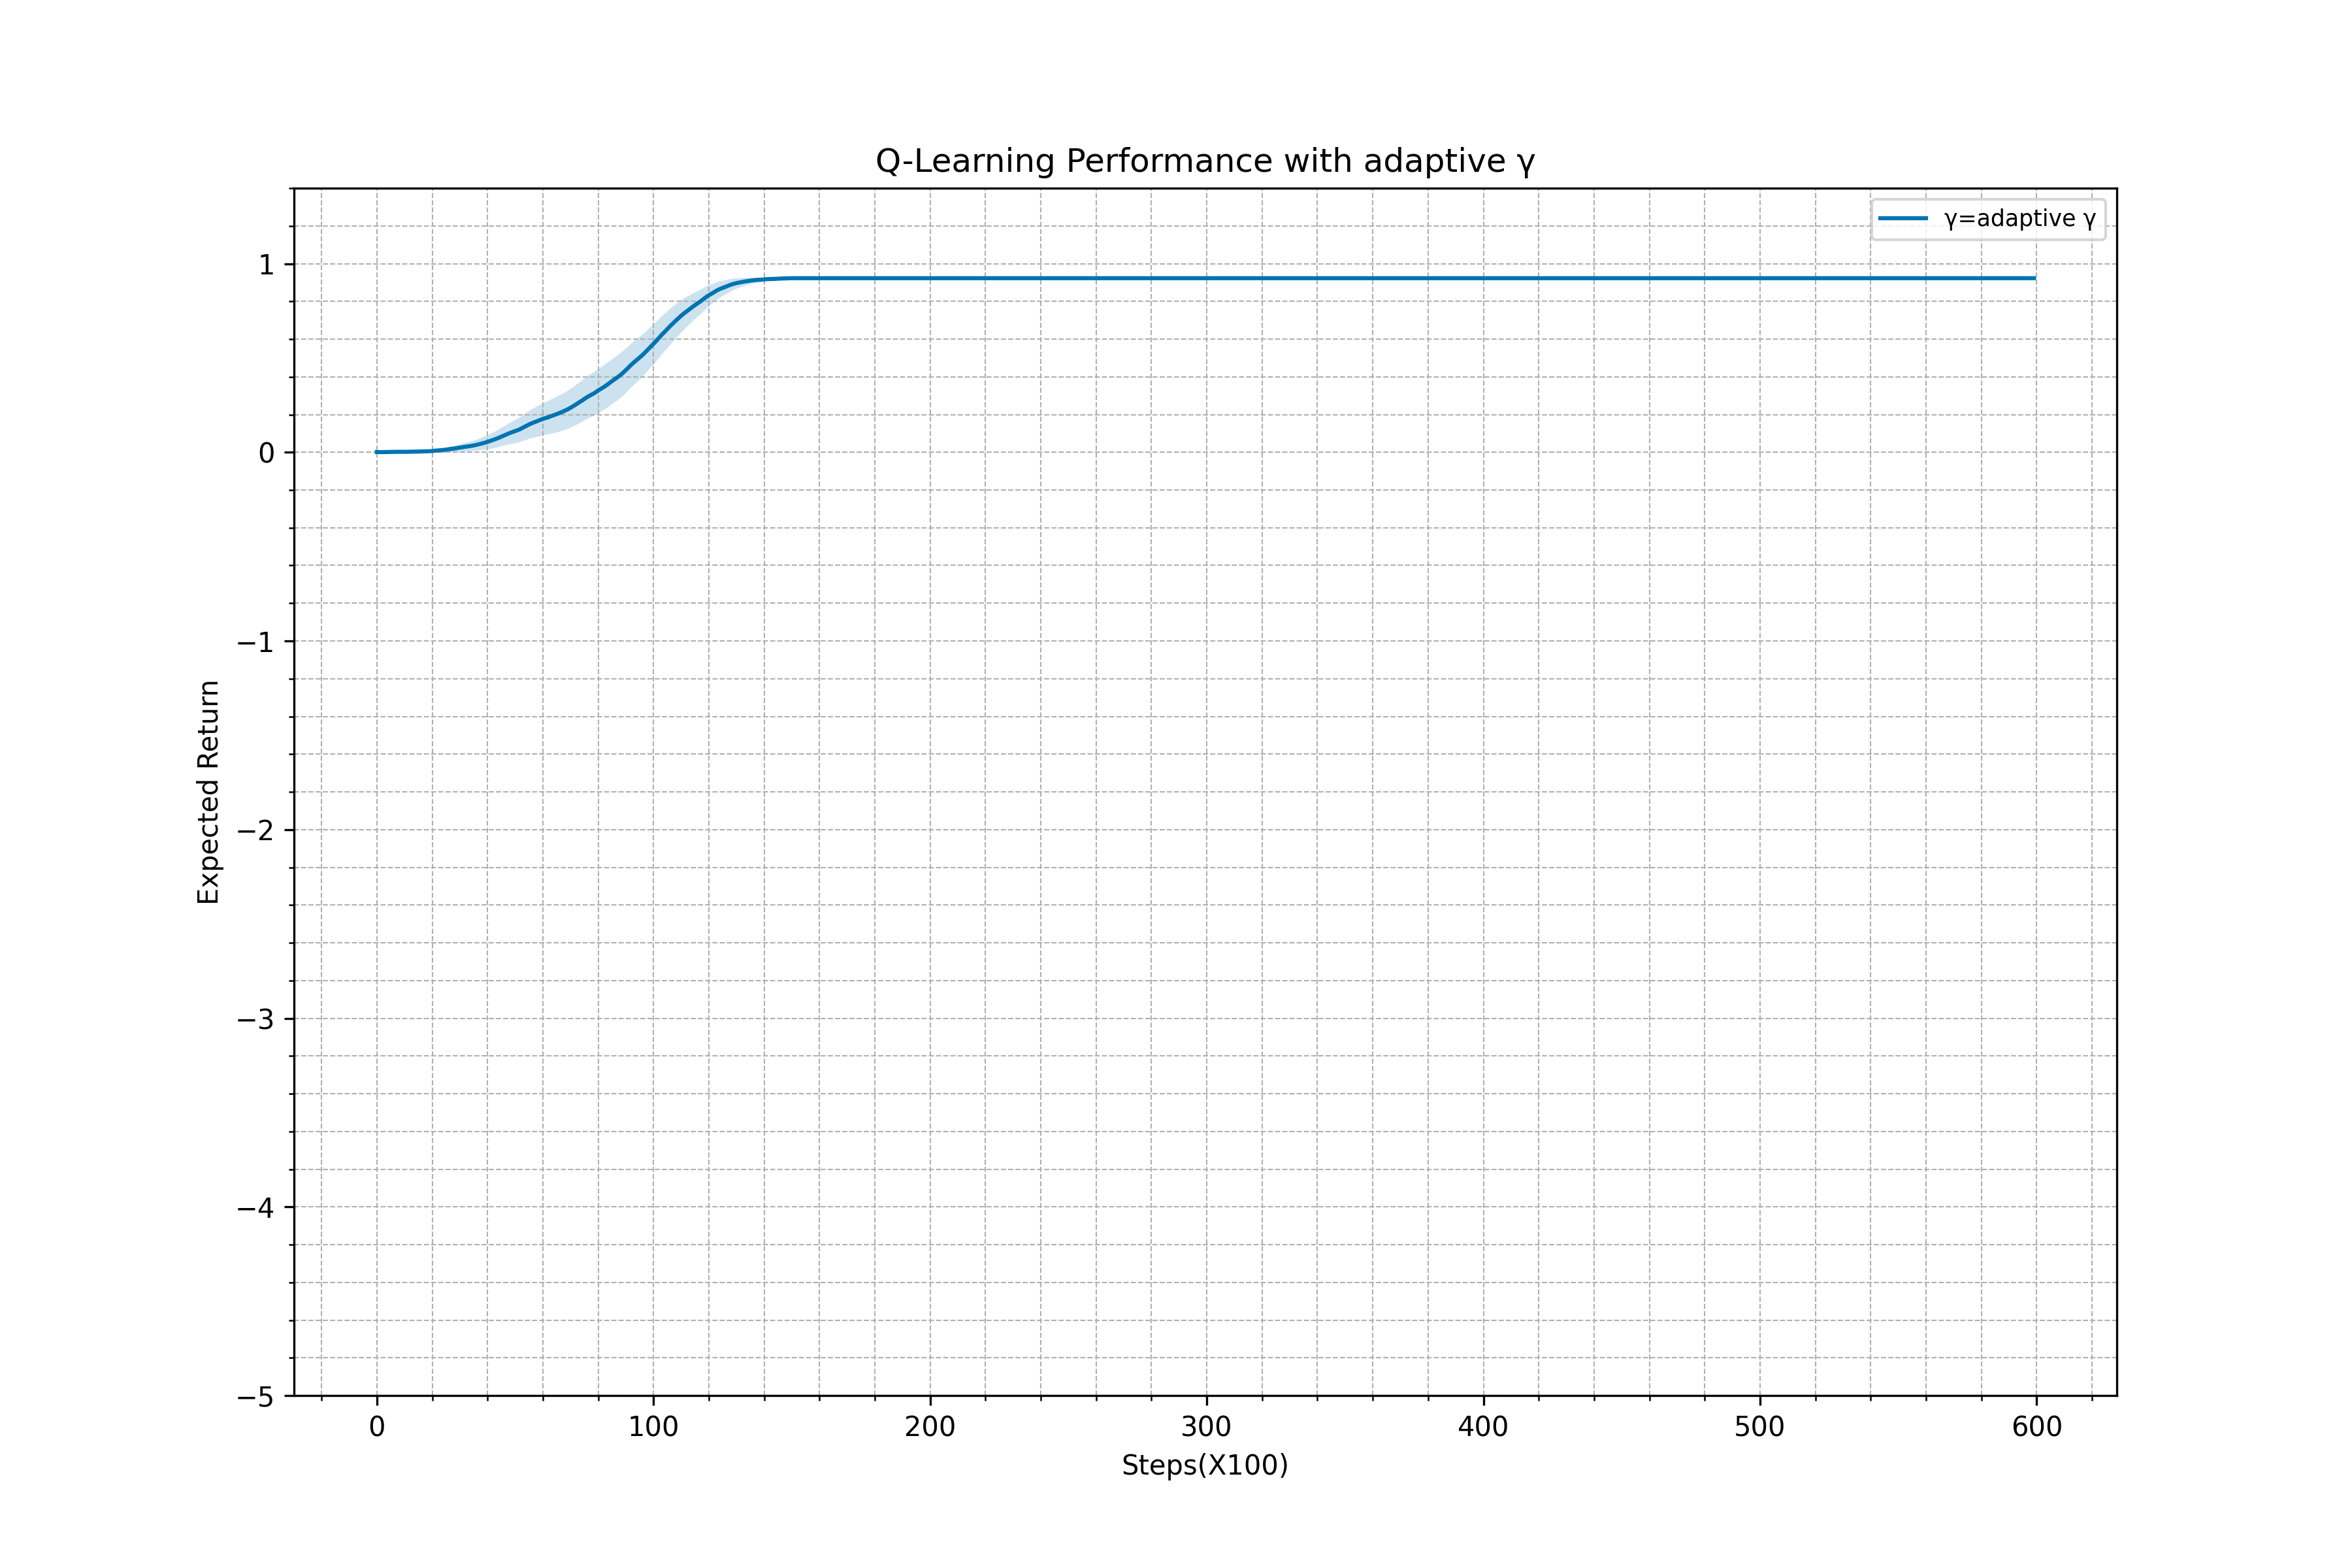 Q-Learning Performance with adaptive γ
γ=adaptive γ
Expected Return
1
0
−1
−2
−3
−4
−5
0 100 200 300 400 500 600
Steps(X100)